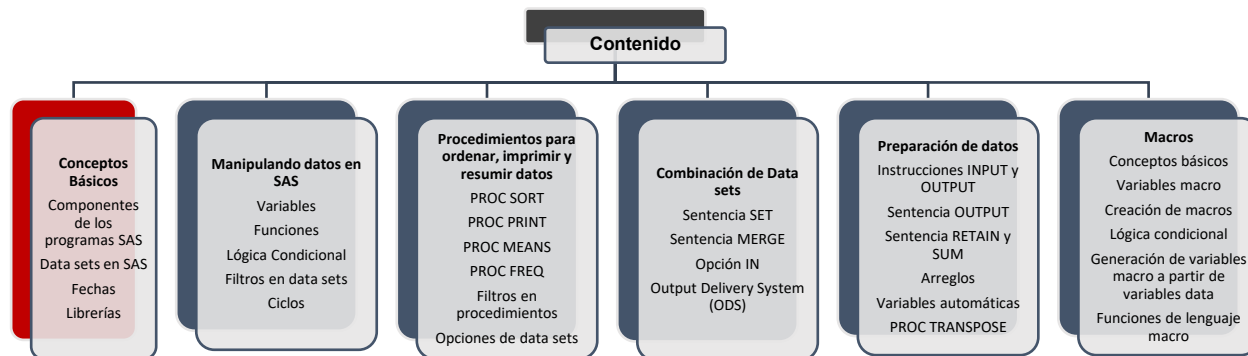 Contenido
Conceptos
Básicos
Componentes
de los
programas SAS
Data sets en SAS
Fechas
Librerías
Manipulando datos en
SAS
Variables
Funciones
Lógica Condicional
Filtros en data sets
Ciclos
Procedimientos para
ordenar, imprimir y
resumir datos
PROC SORT
PROC PRINT
PROC MEANS
PROC FREQ
Filtros en
procedimientos
Opciones de data sets
Combinación de Data
sets
Sentencia SET
Sentencia MERGE
Opción IN
Output Delivery System
(ODS)
Preparación de datos
Instrucciones INPUT y
OUTPUT
Sentencia OUTPUT
Sentencia RETAIN y
SUM
Arreglos
Variables automáticas
PROC TRANSPOSE
Macros
Conceptos básicos
Variables macro
Creación de macros
Lógica condicional
Generación de variables
macro a partir de
variables data
Funciones de lenguaje
macro